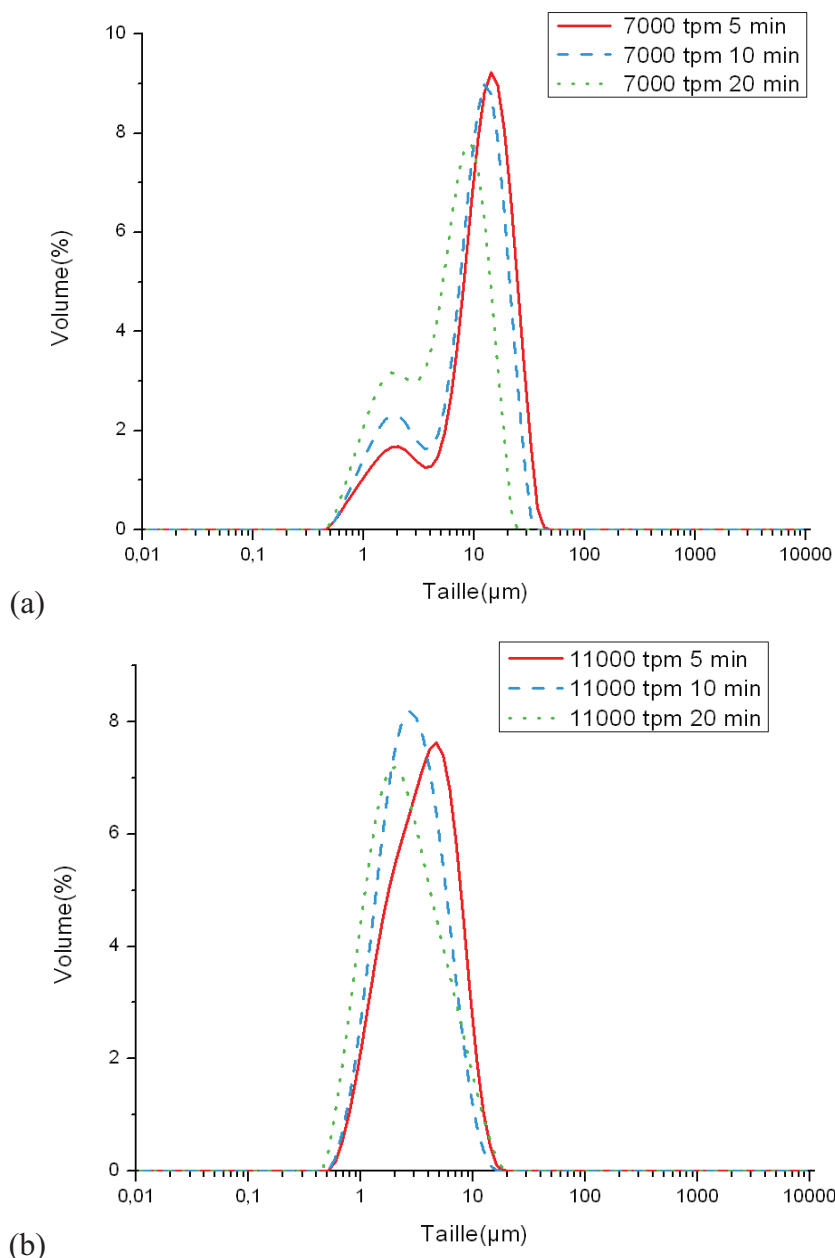 7000 tpm 5 min
7000 tpm 10 min
7000 tpm 20 min
10
8
6
4
2
0
Volume(%)
0,01 0,1 1 10 100 1000 10000
Taille(µm)
(a)
11000 tpm 5 min
11000 tpm 10 min
11000 tpm 20 min
8
6
4
2
0
Volume(%)
0,01 0,1 1 10 100 1000 10000
Taille(µm)
(b)